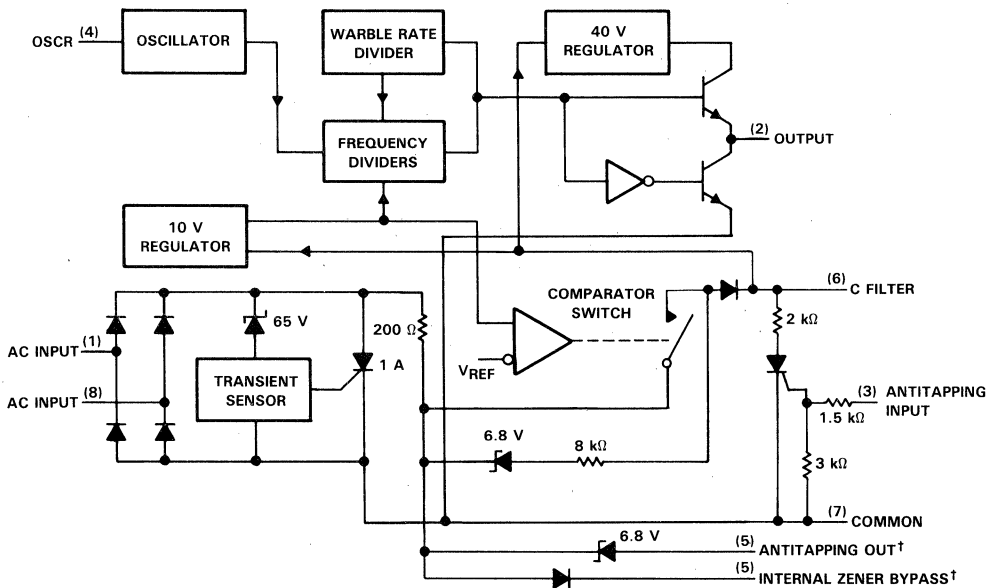 OSCR (4)
OSCILLATOR
WARBLE RATE
DIVIDER
40 V
REGULATOR
FREQUENCY
DIVIDERS
(2) OUTPUT
10 V
REGULATOR
(6) C FILTER
COMPARATOR
SWITCH
65 V
200 Ω
2 kΩ
AC INPUT (1)
1 A
VREF
TRANSIENT
SENSOR
AC INPUT (8)
(3) ANTITAPPING
INPUT
1.5 kΩ
6.8 V
8 kΩ
3 kΩ
(7) COMMON
6.8 V
(5) ANTITAPPING OUT†
(5) INTERNAL ZENER BYPASS†